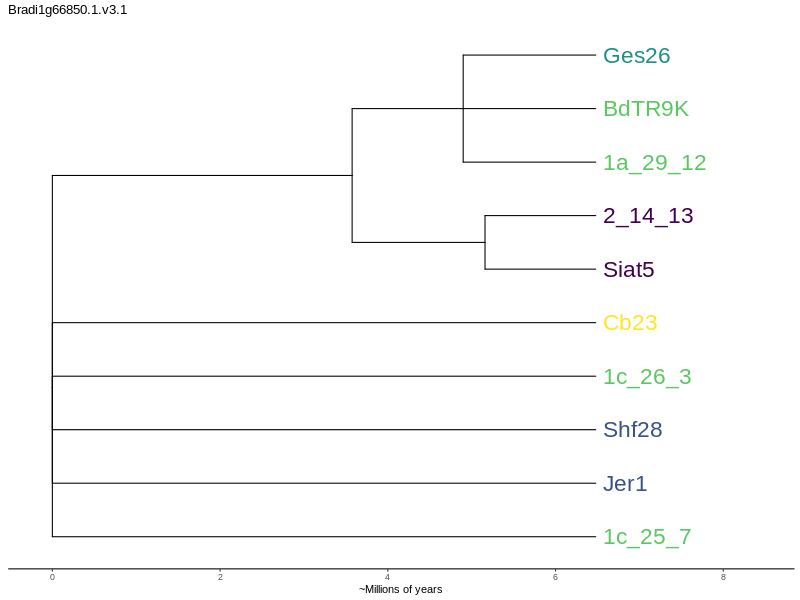 Bradi1g66850.1.v3.1
Ges26
BdTR9K
1a_29_12
2_14_13
Siat5
Cb23
1c_26_3
Shf28
Jer1
1c_25_7
0 2 4 6 8
~Millions of years